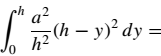 ∫₀ʰ a²/h² (h − y)² dy =